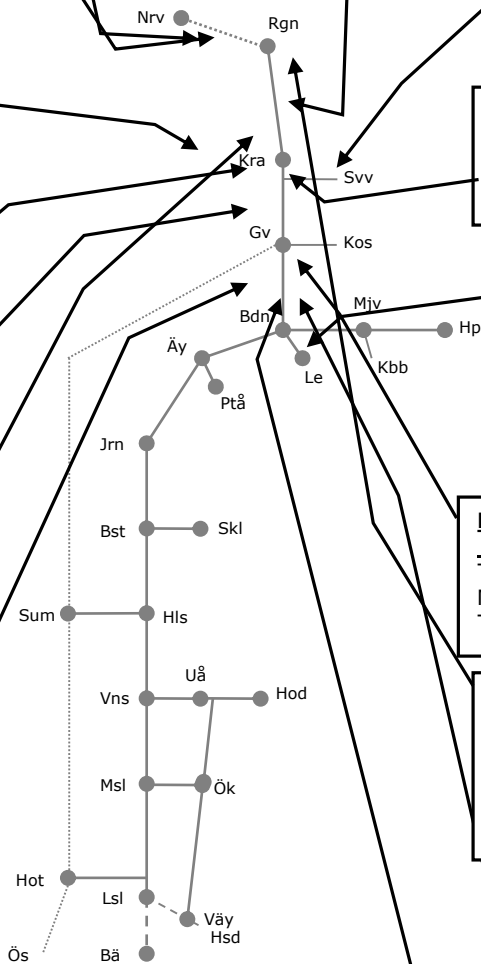 Nrv
Rgn
Kra
Svv
Gv
Kos
Mjv
Bdn
Hp
Äy
Kbb
Le
Ptå
Jrn
Bst
Skl
Sum
Hls
Uå
Vns
Hod
Msl
Ök
Hot
Lsl
Väy
Hsd
Ös
Bä